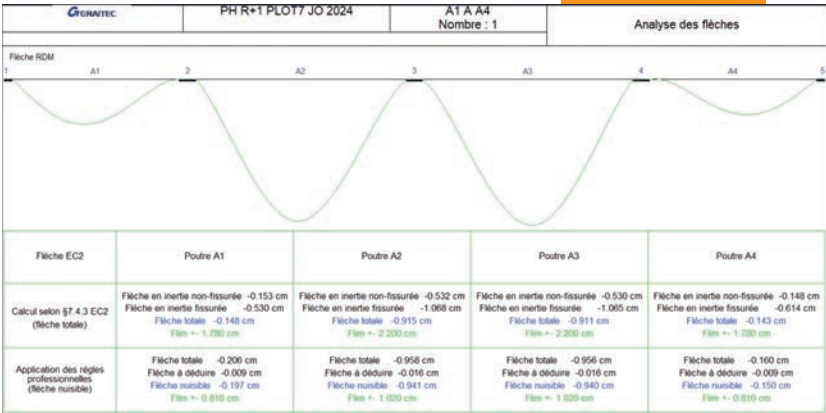 GRAITEC
PH R+1 PLOT7 JO 2024
A1 A A4
Nombre : 1
Analyse des flèches
Flèche RDM
1 A1 2 A2 3 A3 4 A4 5
Flèche EC2
Poutre A1
Poutre A2
Poutre A3
Poutre A4
Calcul selon §7.4.3 EC2
(flèche totale)
Flèche en inertie non-fissurée -0.153 cm
Flèche en inertie fissurée -0.530 cm
Flèche totale -0.148 cm
Flim +- 1.780 cm
Flèche en inertie non-fissurée -0.532 cm
Flèche en inertie fissurée -1.068 cm
Flèche totale -0.915 cm
Flim +- 2.200 cm
Flèche en inertie non-fissurée -0.530 cm
Flèche en inertie fissurée -1.065 cm
Flèche totale -0.911 cm
Flim +- 2.200 cm
Flèche en inertie non-fissurée -0.148 cm
Flèche en inertie fissurée -0.614 cm
Flèche totale -0.143 cm
Flim +- 1.780 cm
Application des règles
professionnelles
(flèche nuisible)
Flèche totale -0.206 cm
Flèche à déduire -0.009 cm
Flèche nuisible -0.197 cm
Flim +- 0.810 cm
Flèche totale -0.958 cm
Flèche à déduire -0.016 cm
Flèche nuisible -0.941 cm
Flim +- 1.020 cm
Flèche totale -0.956 cm
Flèche à déduire -0.016 cm
Flèche nuisible -0.940 cm
Flim +- 1.020 cm
Flèche totale -0.160 cm
Flèche à déduire -0.009 cm
Flèche nuisible -0.150 cm
Flim +- 0.810 cm